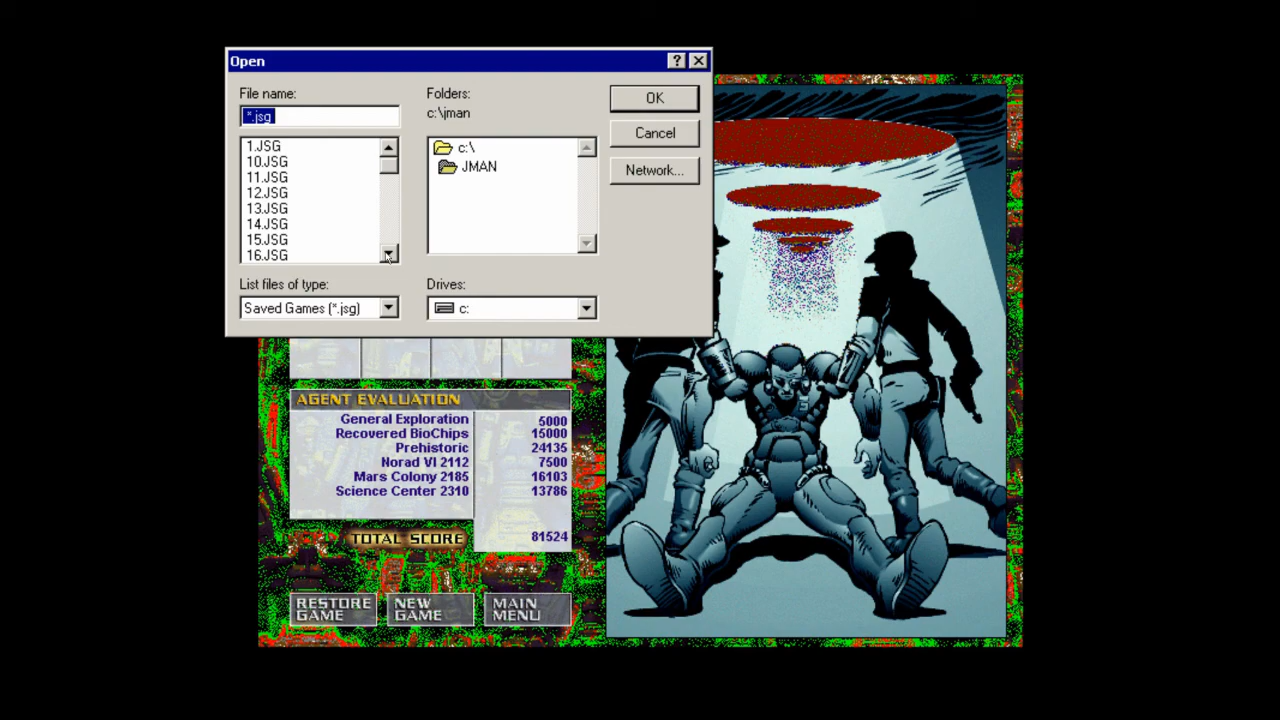 Open
File name:
*.jsg
1.JSG
10.JSG
11.JSG
12.JSG
13.JSG
14.JSG
15.JSG
16.JSG
List files of type:
Saved Games (*.jsg)
Folders:
c:\jman
c:\
JMAN
Drives:
c:
OK
Cancel
Network...
AGENT EVALUATION
General Exploration 5000
Recovered BioChips 15000
Prehistoric 24135
Norad VI 2112 7500
Mars Colony 2185 16103
Science Center 2310 13786
TOTAL SCORE 81524
RESTORE GAME
NEW GAME
MAIN MENU
5